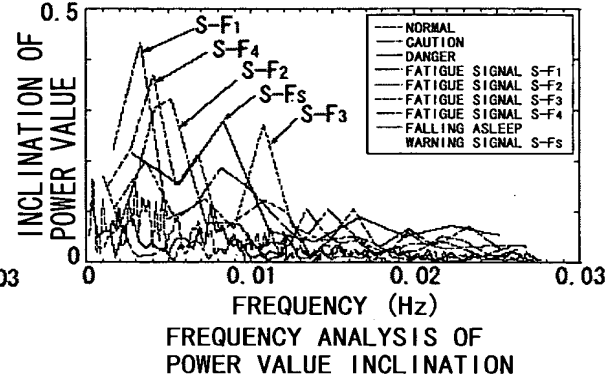 0.5
S-F1
S-F4
S-F2
S-Fs
S-F3
NORMAL
CAUTION
DANGER
FATIGUE SIGNAL S-F1
FATIGUE SIGNAL S-F2
FATIGUE SIGNAL S-F3
FATIGUE SIGNAL S-F4
FALLING ASLEEP
WARNING SIGNAL S-Fs
INCLINATION OF
POWER VALUE
0
03
0 0.01 0.02 0.03
FREQUENCY (Hz)
FREQUENCY ANALYSIS OF
POWER VALUE INCLINATION